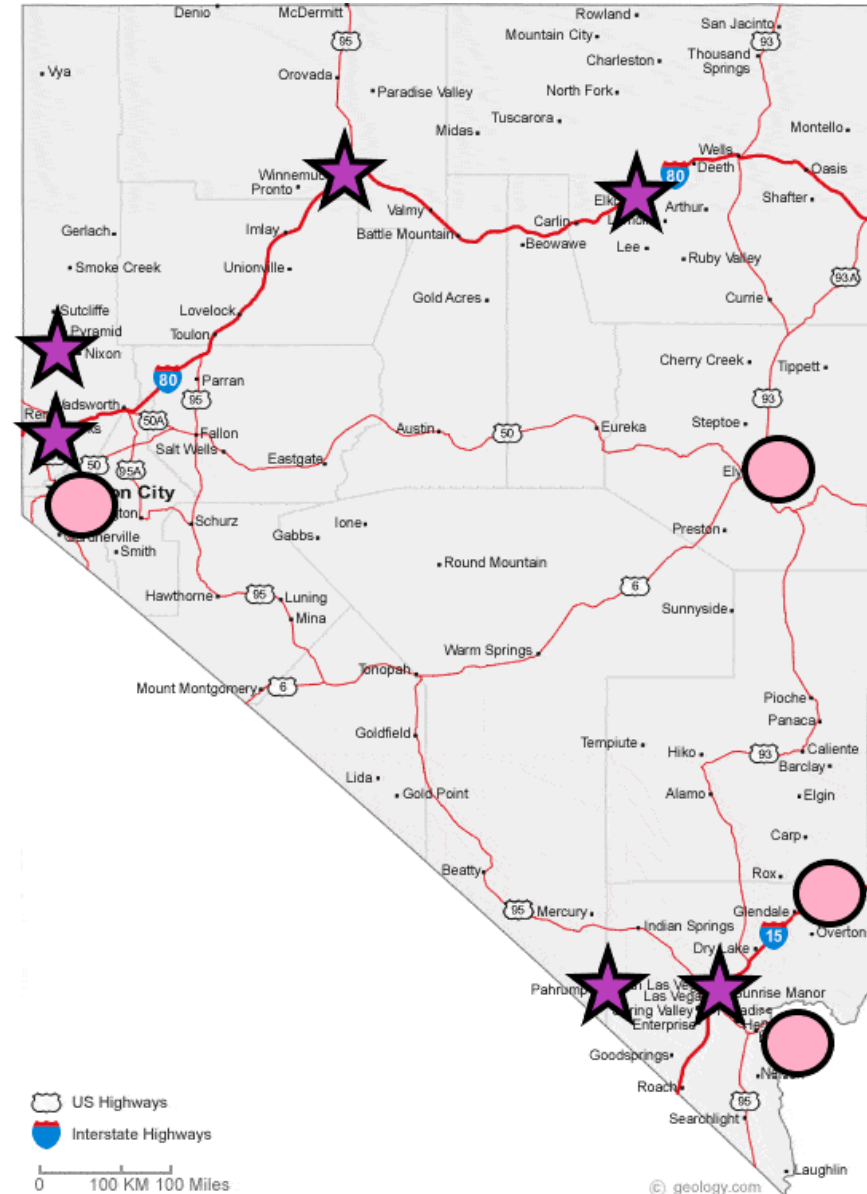 Denio
McDermitt
Rowland
San Jacinto
Mountain City
95
93
Charleston
Thousand
Springs
Vya
Orovada
Paradise Valley
North Fork
Tuscarora
Midas
Montello
Wells
Deeth
Oasis
80
Pronto
Valmy
Arthur
Shafter
Carlin
Imlay
Battle Mountain
Beowawe
Lee
Gerlach
Ruby Valley
Smoke Creek
Unionville
93A
Gold Acres
Currie
Sutcliffe
Lovelock
Pyramid
Toulon
Nixon
Cherry Creek
Tippett
80
Parran
93
95
50A
Austin
50
Eureka
Steptoe
Fallon
Salt Wells
Eastgate
50
95A
City
Schurz
Ione
Gabbs
Preston
Smith
Round Mountain
Hawthorne
95
Luning
6
Mina
Sunnyside
Warm Springs
Tonopah
Mount Montgomery
6
Pioche
Panaca
Goldfield
Tempiute
Hiko
93
Caliente
Barclay
Lida
Gold Point
Alamo
Elgin
Carp
Beatty
Rox
95
Mercury
Glendale
Indian Springs
15
Overton
Dry Lake
Pahrump
Las Vegas
Sunrise Manor
Enterprise
Goodsprings
Roach
95
Searchlight
Laughlin
US Highways
Interstate Highways
0 100 KM 100 Miles
© geology.com